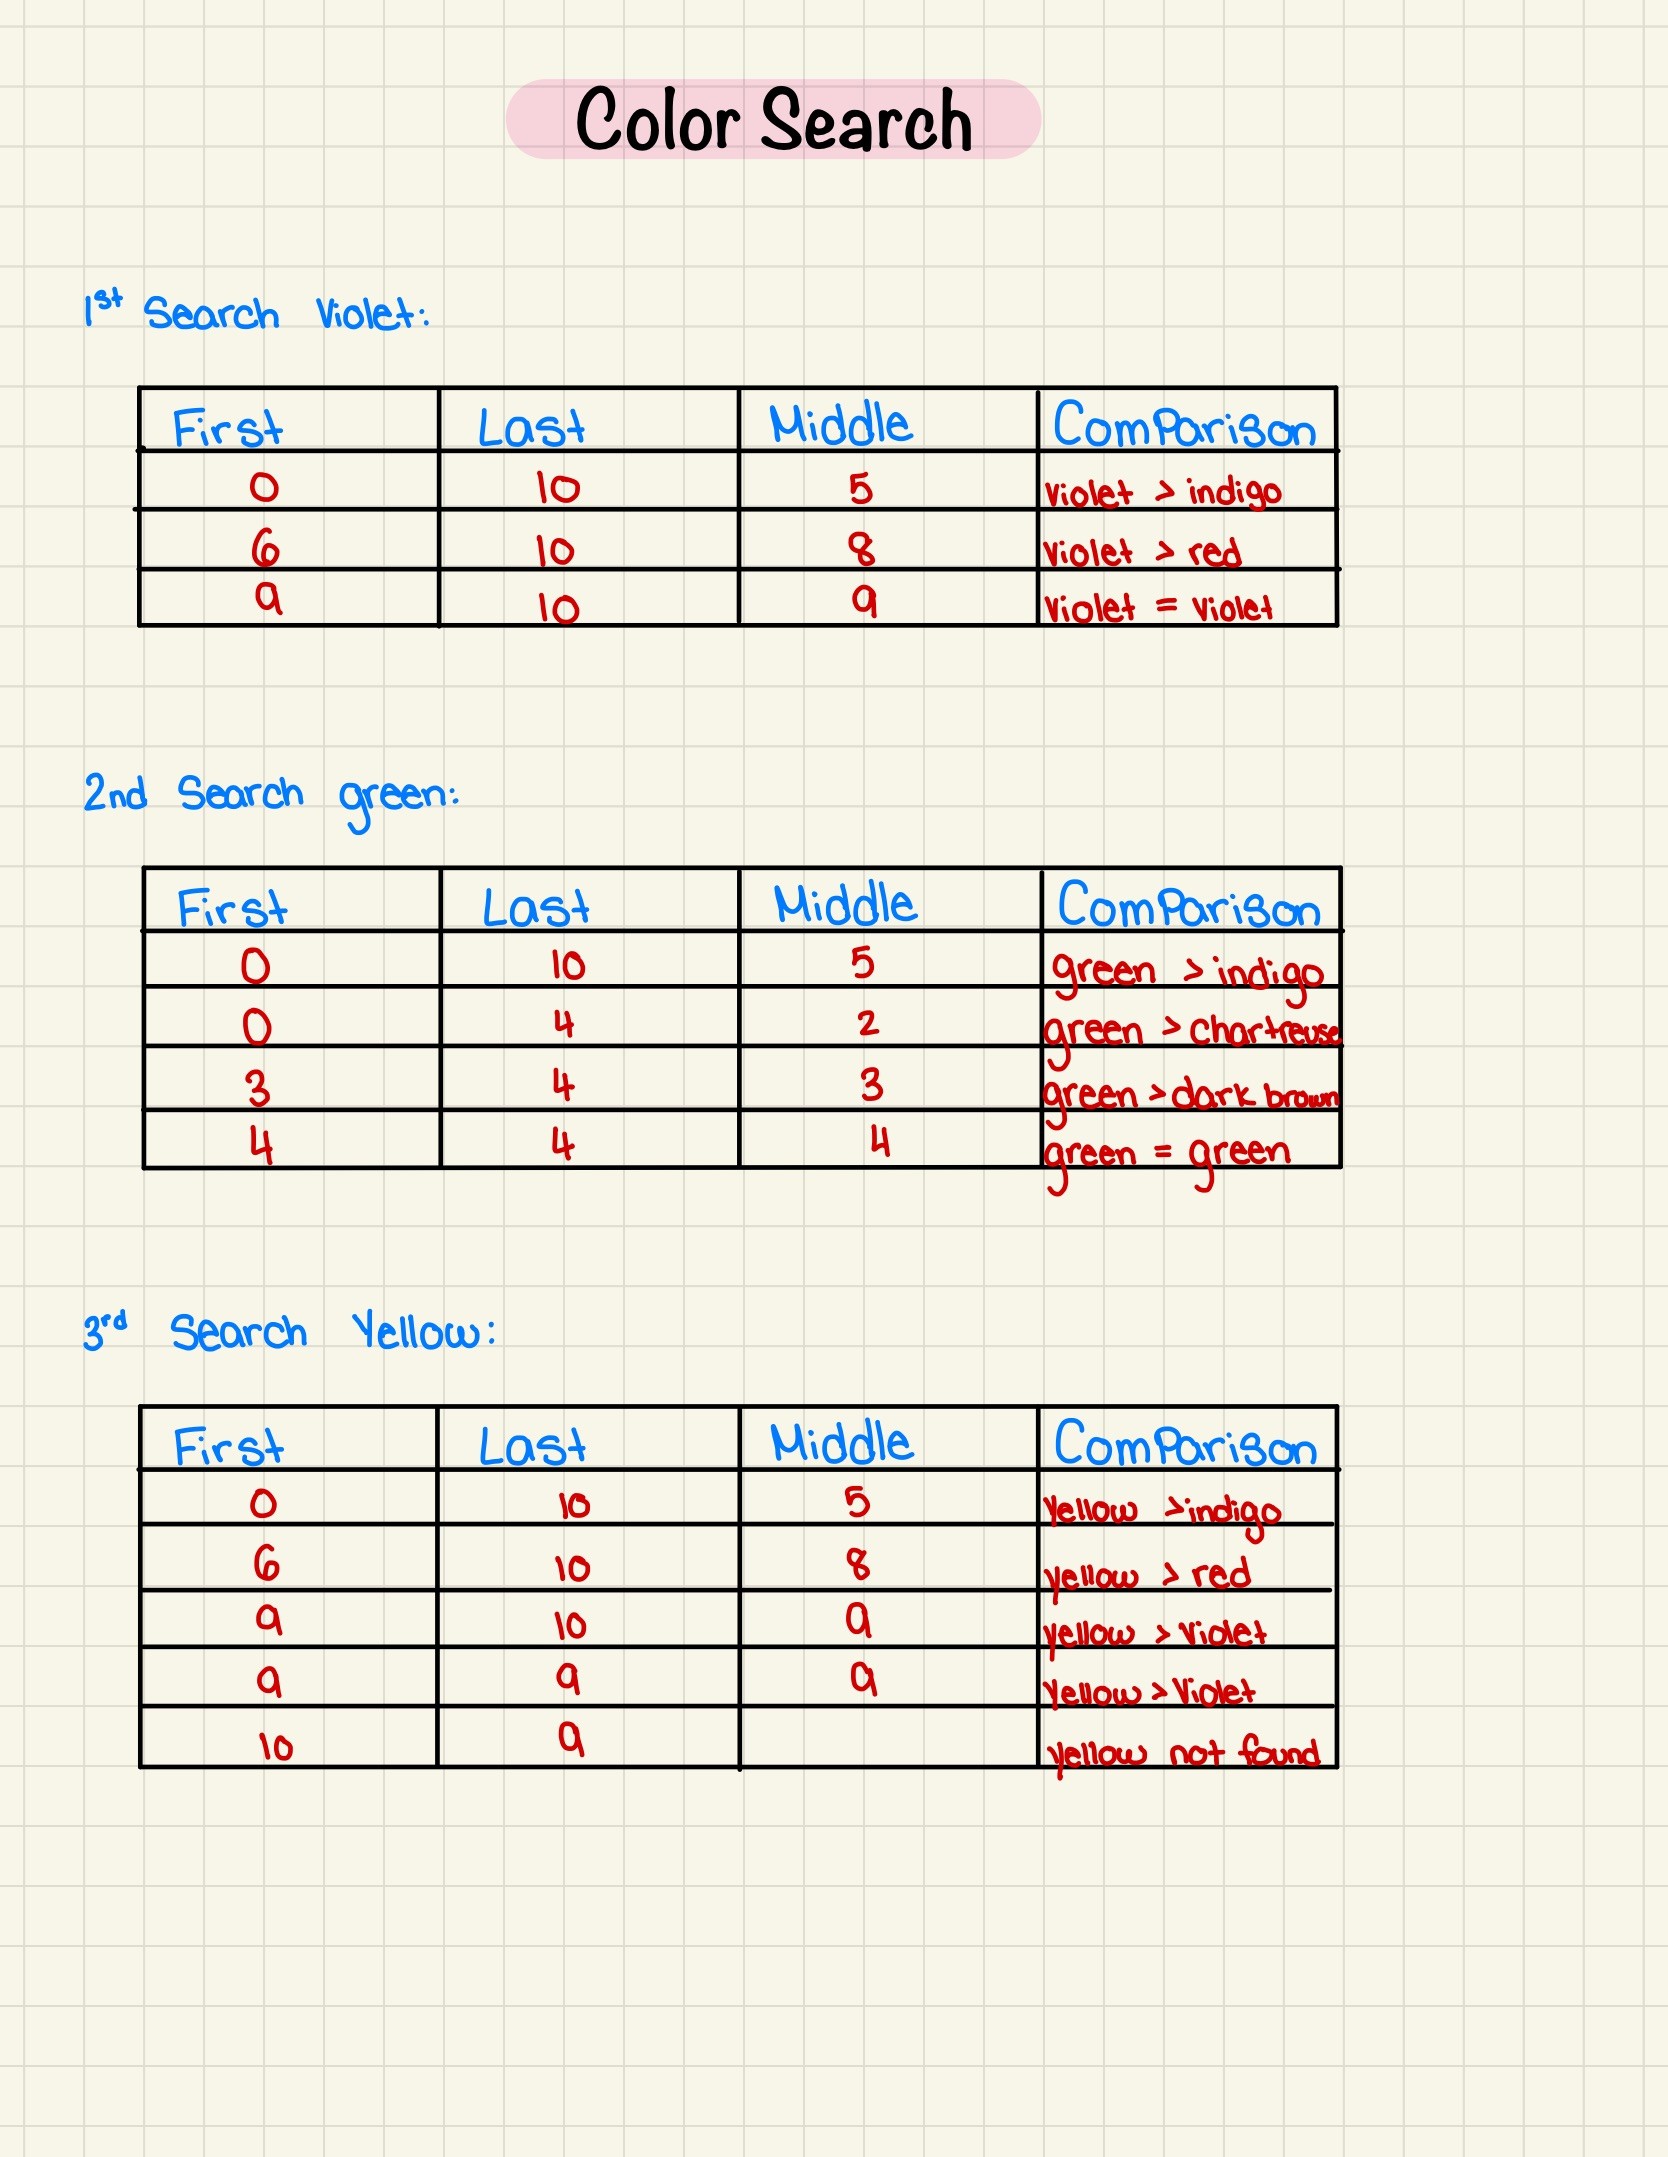 Color Search
1st Search Violet:
First Last Middle Comparison
0 10 5 Violet > indigo
6 10 8 Violet > red
9 10 9 Violet = Violet
2nd Search green:
First Last Middle Comparison
0 10 5 green > indigo
0 4 2 green > Chartreuse
3 4 3 green > dark brown
4 4 4 green = green
3rd Search Yellow:
First Last Middle Comparison
0 10 5 yellow > indigo
6 10 8 yellow > red
9 10 9 yellow > Violet
9 9 9 yellow > Violet
10 9 yellow not found